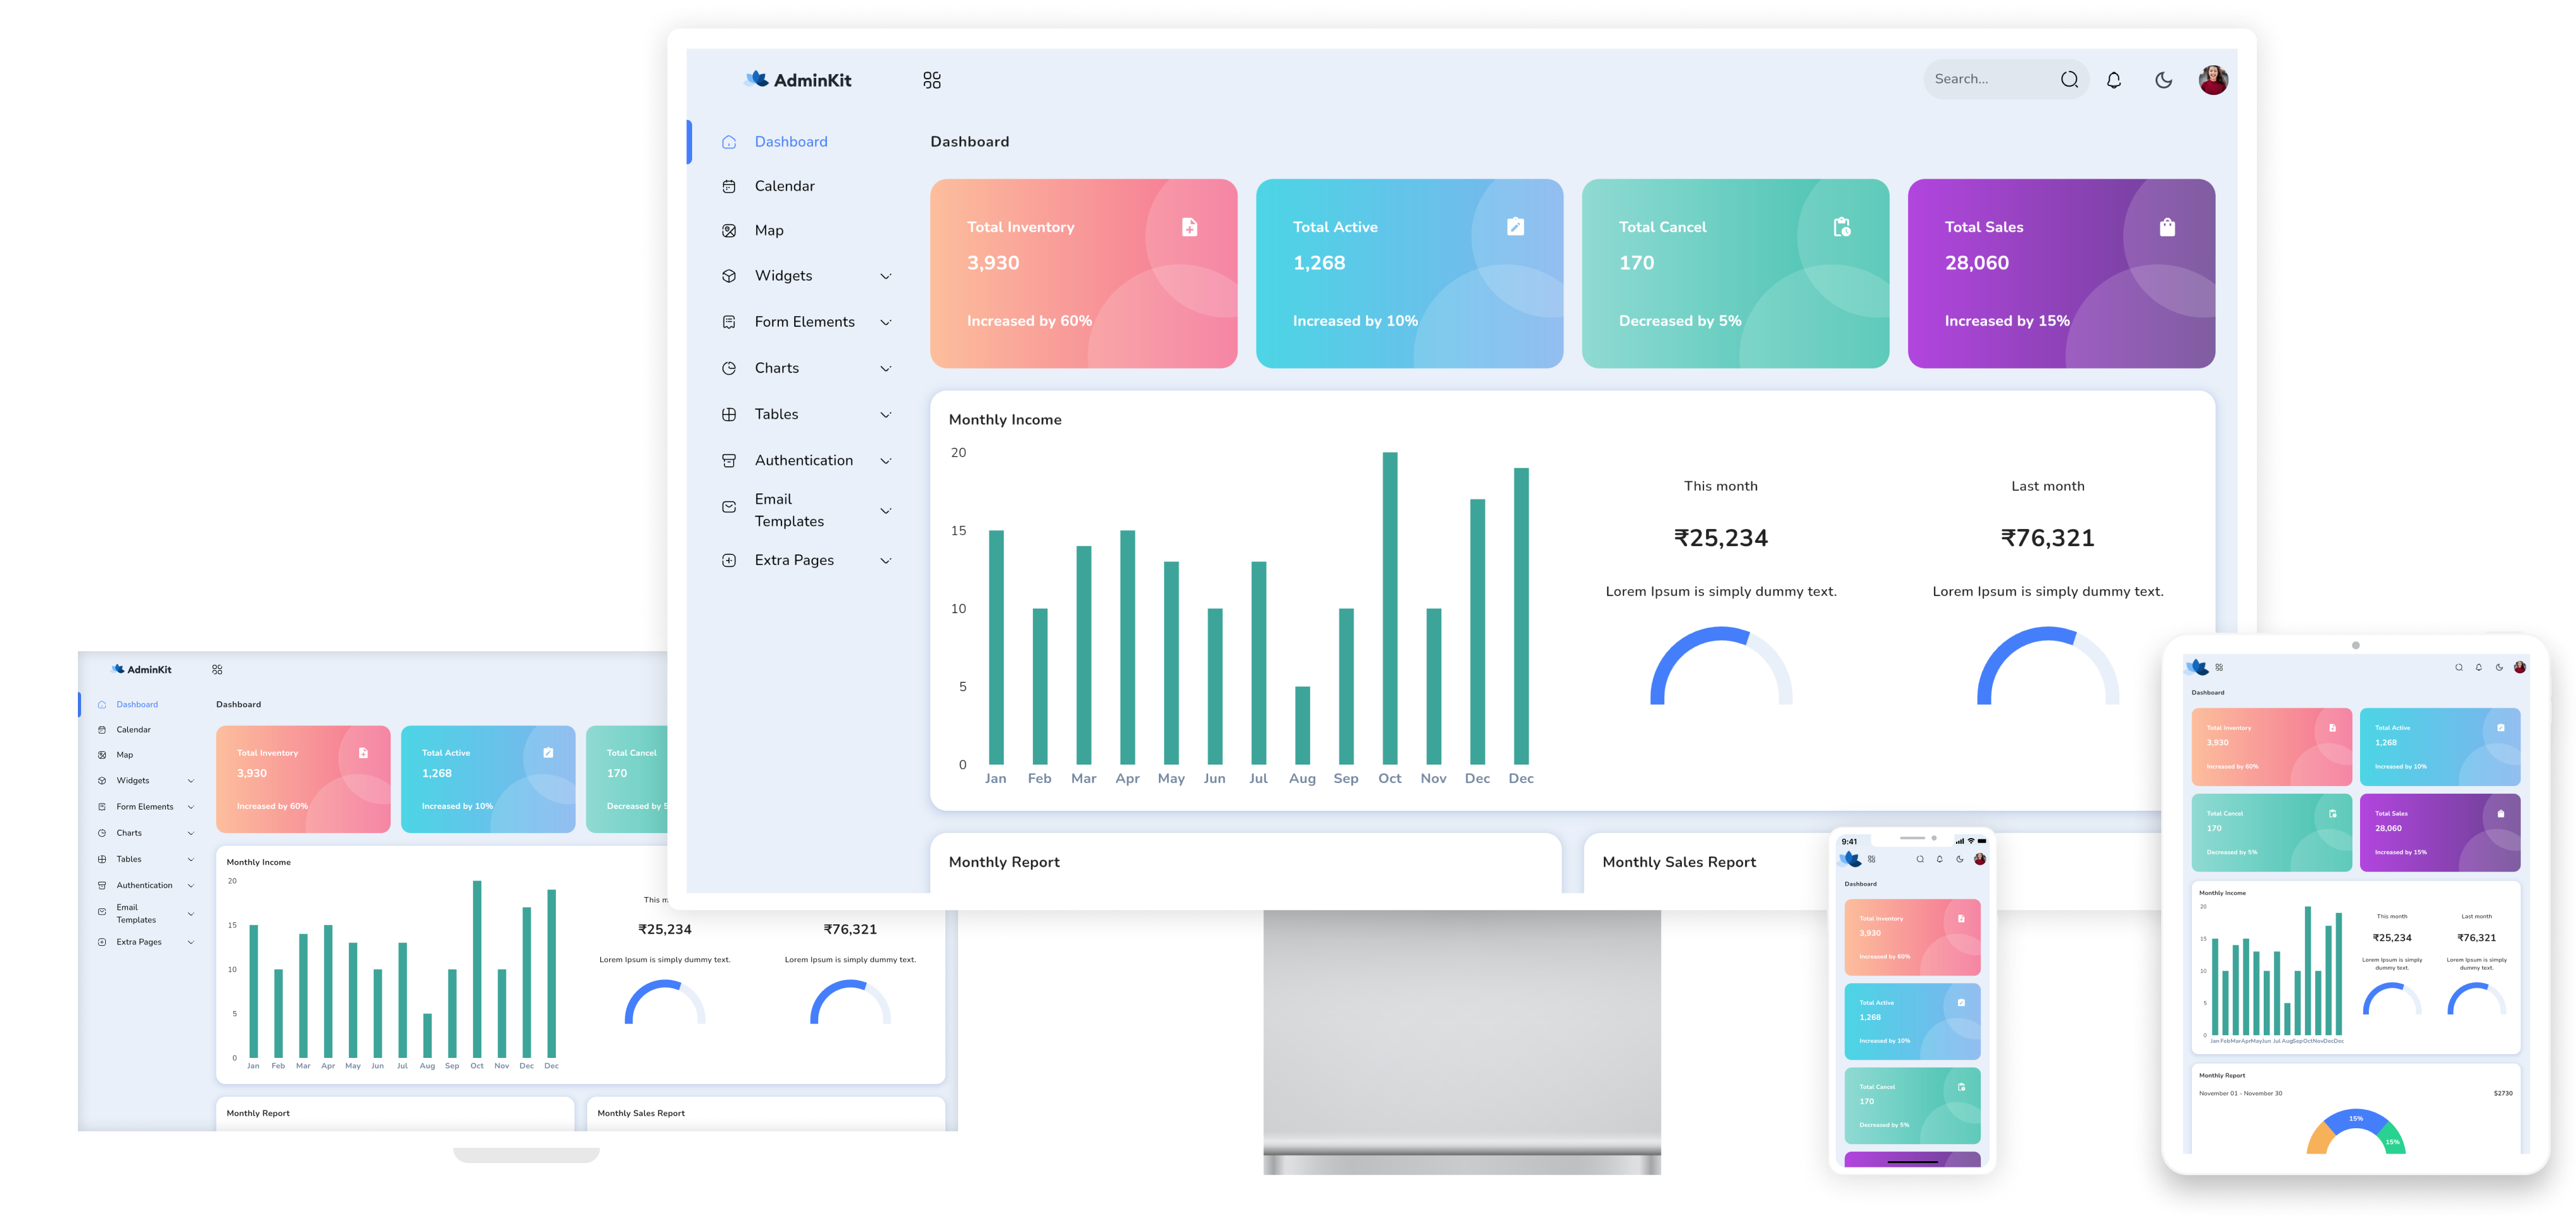 AdminKit
Search...
Dashboard
Calendar
Map
Widgets
Form Elements
Charts
Tables
Authentication
Email
Templates
Extra Pages
Dashboard
Total Inventory
3,930
Increased by 60%
Total Active
1,268
Increased by 10%
Total Cancel
170
Decreased by 5%
Total Sales
28,060
Increased by 15%
Monthly Income
20
15
10
5
0
Jan Feb Mar Apr May Jun Jul Aug Sep Oct Nov Dec Dec
This month
₹25,234
Lorem Ipsum is simply dummy text.
Last month
₹76,321
Lorem Ipsum is simply dummy text.
Monthly Report
Monthly Sales Report
AdminKit
Dashboard
Calendar
Map
Widgets
Form Elements
Charts
Tables
Authentication
Email
Templates
Extra Pages
Dashboard
Total Inventory
3,930
Increased by 60%
Total Active
1,268
Increased by 10%
Total Cancel
170
Decreased by 5
Monthly Income
20
15
10
5
0
Jan Feb Mar Apr May Jun Jul Aug Sep Oct Nov Dec Dec
This m
₹25,234
Lorem Ipsum is simply dummy text.
₹76,321
Lorem Ipsum is simply dummy text.
Monthly Report
Monthly Sales Report
9:41
Dashboard
Total Inventory
3,930
Increased by 60%
Total Active
1,268
Increased by 10%
Total Cancel
170
Decreased by 5%
Dashboard
Total Inventory
3,930
Increased by 60%
Total Active
1,268
Increased by 10%
Total Cancel
170
Decreased by 5%
Total Sales
28,060
Increased by 15%
Monthly Income
20
15
10
5
0
Jan Feb Mar Apr May Jun Jul Aug Sep Oct Nov Dec Dec
This month
₹25,234
Lorem Ipsum is simply
dummy text.
Last month
₹76,321
Lorem Ipsum is simply
dummy text.
Monthly Report
November 01 - November 30
$2730
15%
15%